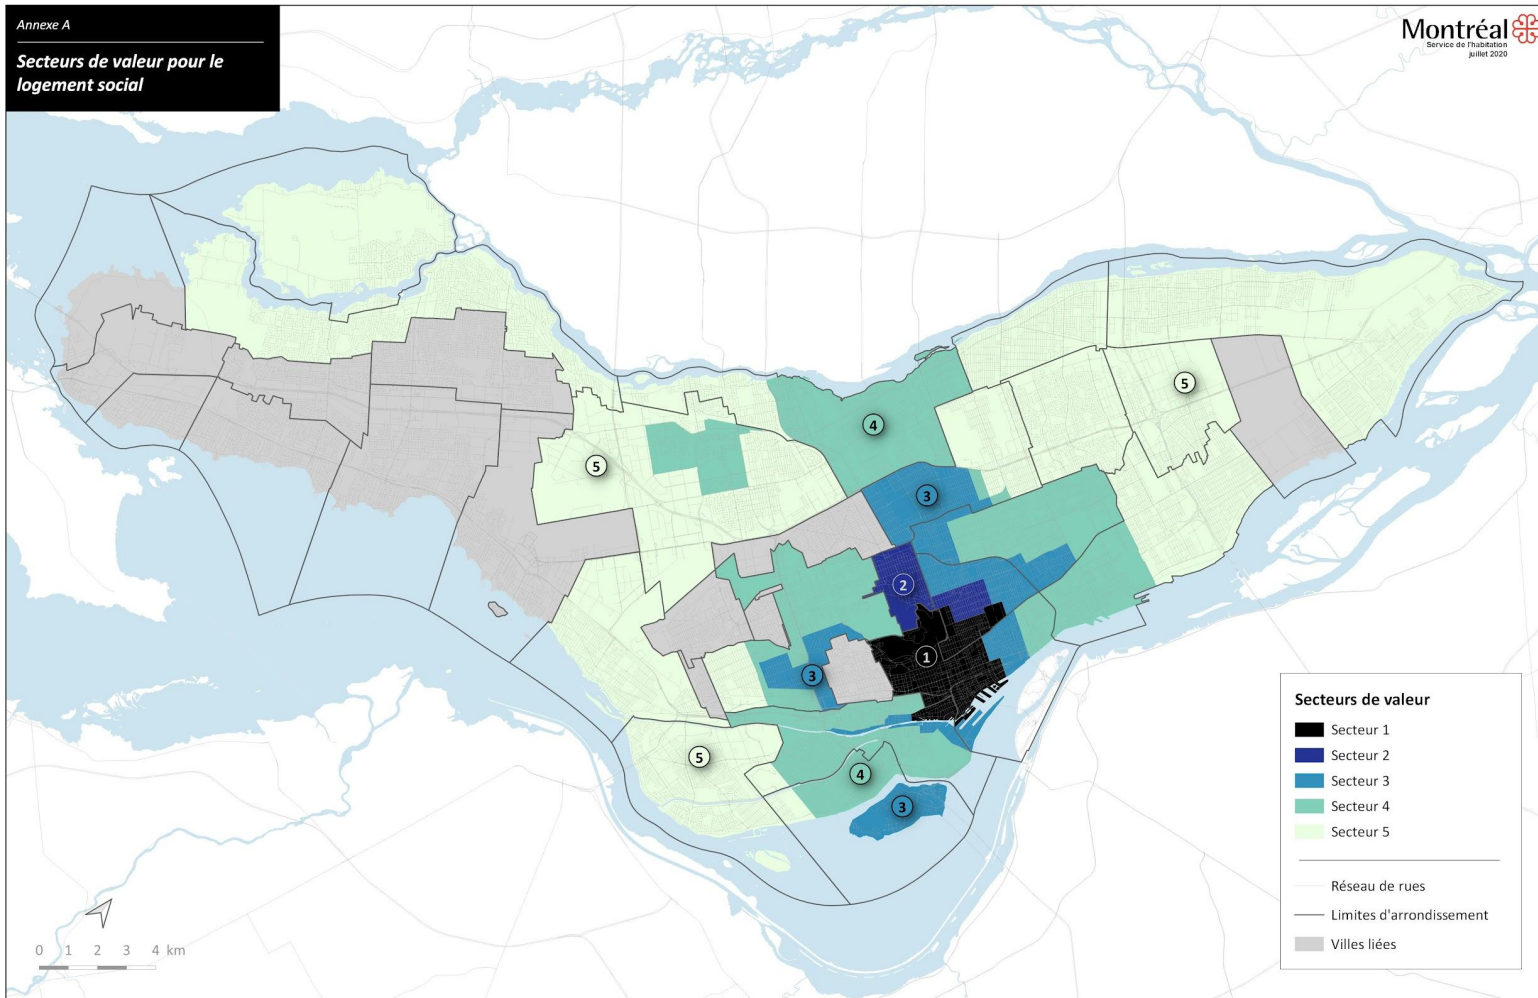 Annexe A
Secteurs de valeur pour le
logement social
Montréal
Service de l'habitation
juillet 2020
5
4
5
3
2
1
3
5
4
3
Secteurs de valeur
Secteur 1
Secteur 2
Secteur 3
Secteur 4
Secteur 5
Réseau de rues
Limites d'arrondissement
Villes liées
0 1 2 3 4 km